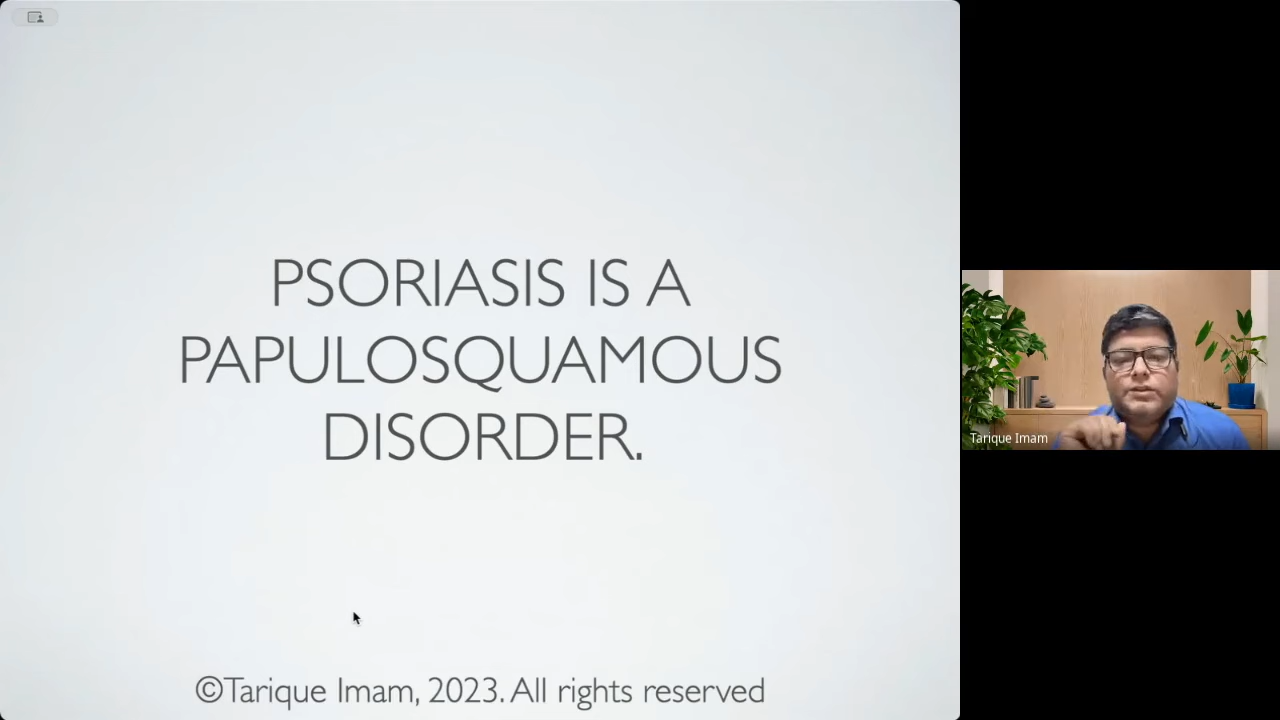 PSORIASIS IS A
PAPULOSQUAMOUS
DISORDER.
©Tarique Imam, 2023. All rights reserved
Tarique Imam